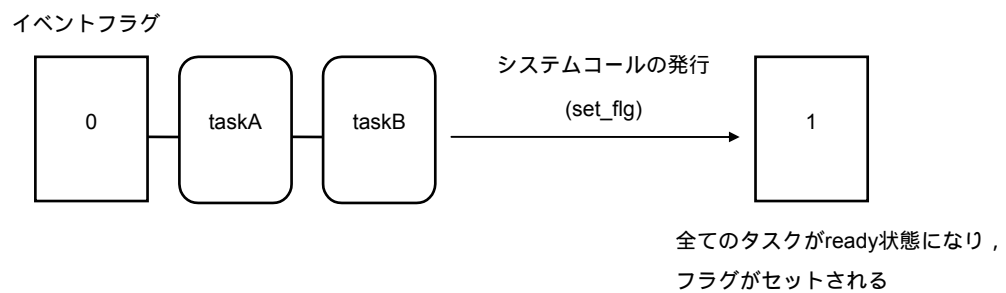 イベントフラグ
0
taskA
taskB
システムコールの発行
(set_flg)
1
全てのタスクがready状態になり，
フラグがセットされる